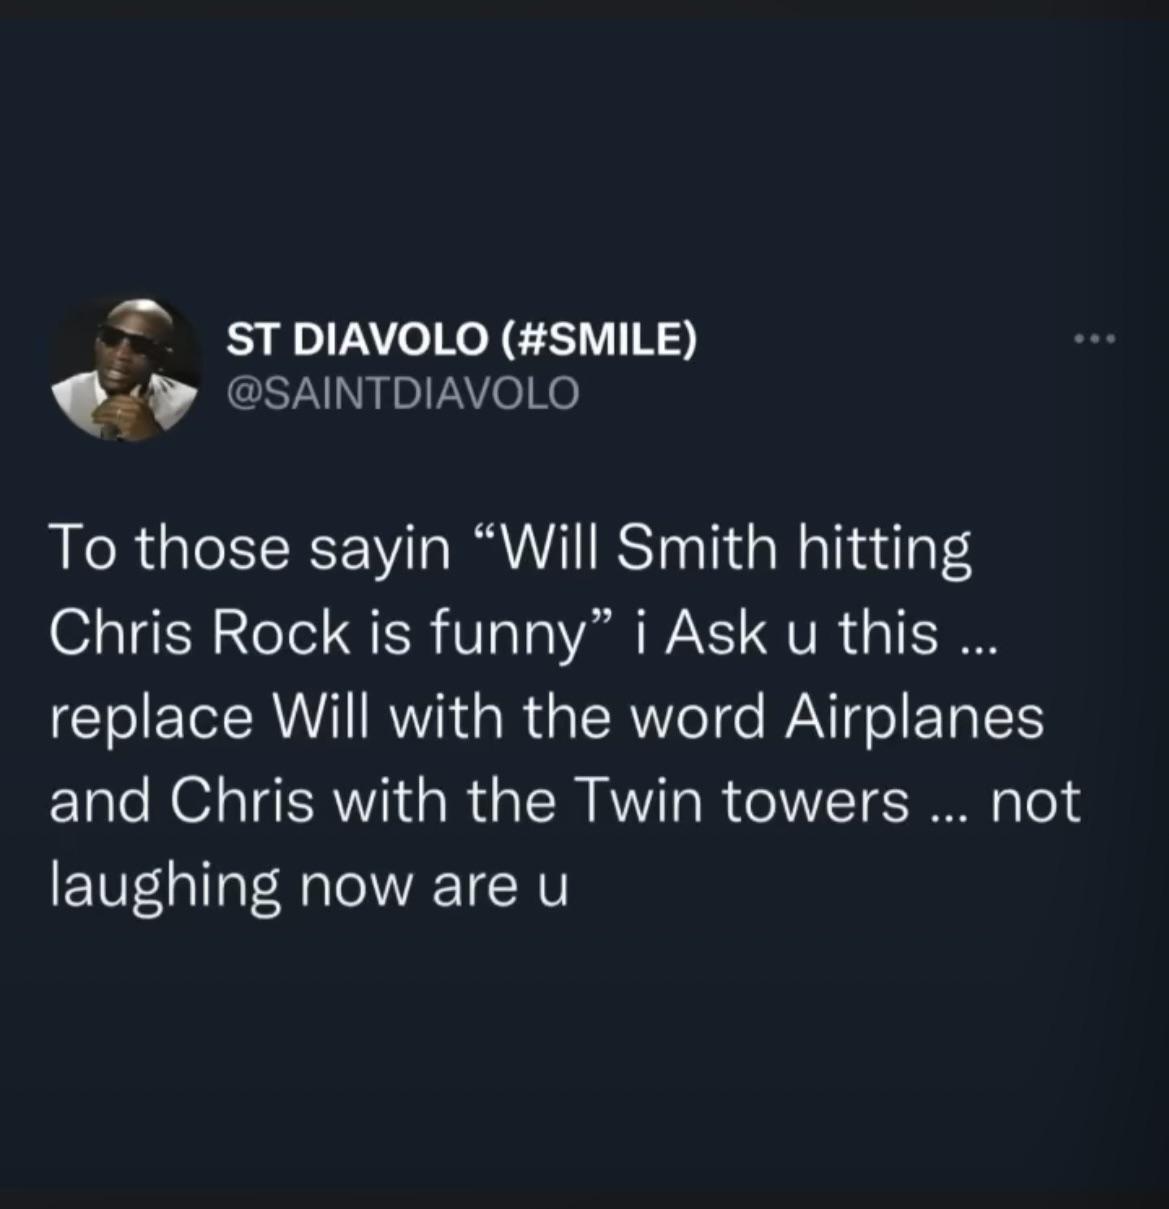 ST DIAVOLO (#SMILE)
@SAINTDIAVOLO
To those sayin “Will Smith hitting
Chris Rock is funny” i Ask u this ...
replace Will with the word Airplanes
and Chris with the Twin towers ... not
laughing now are u